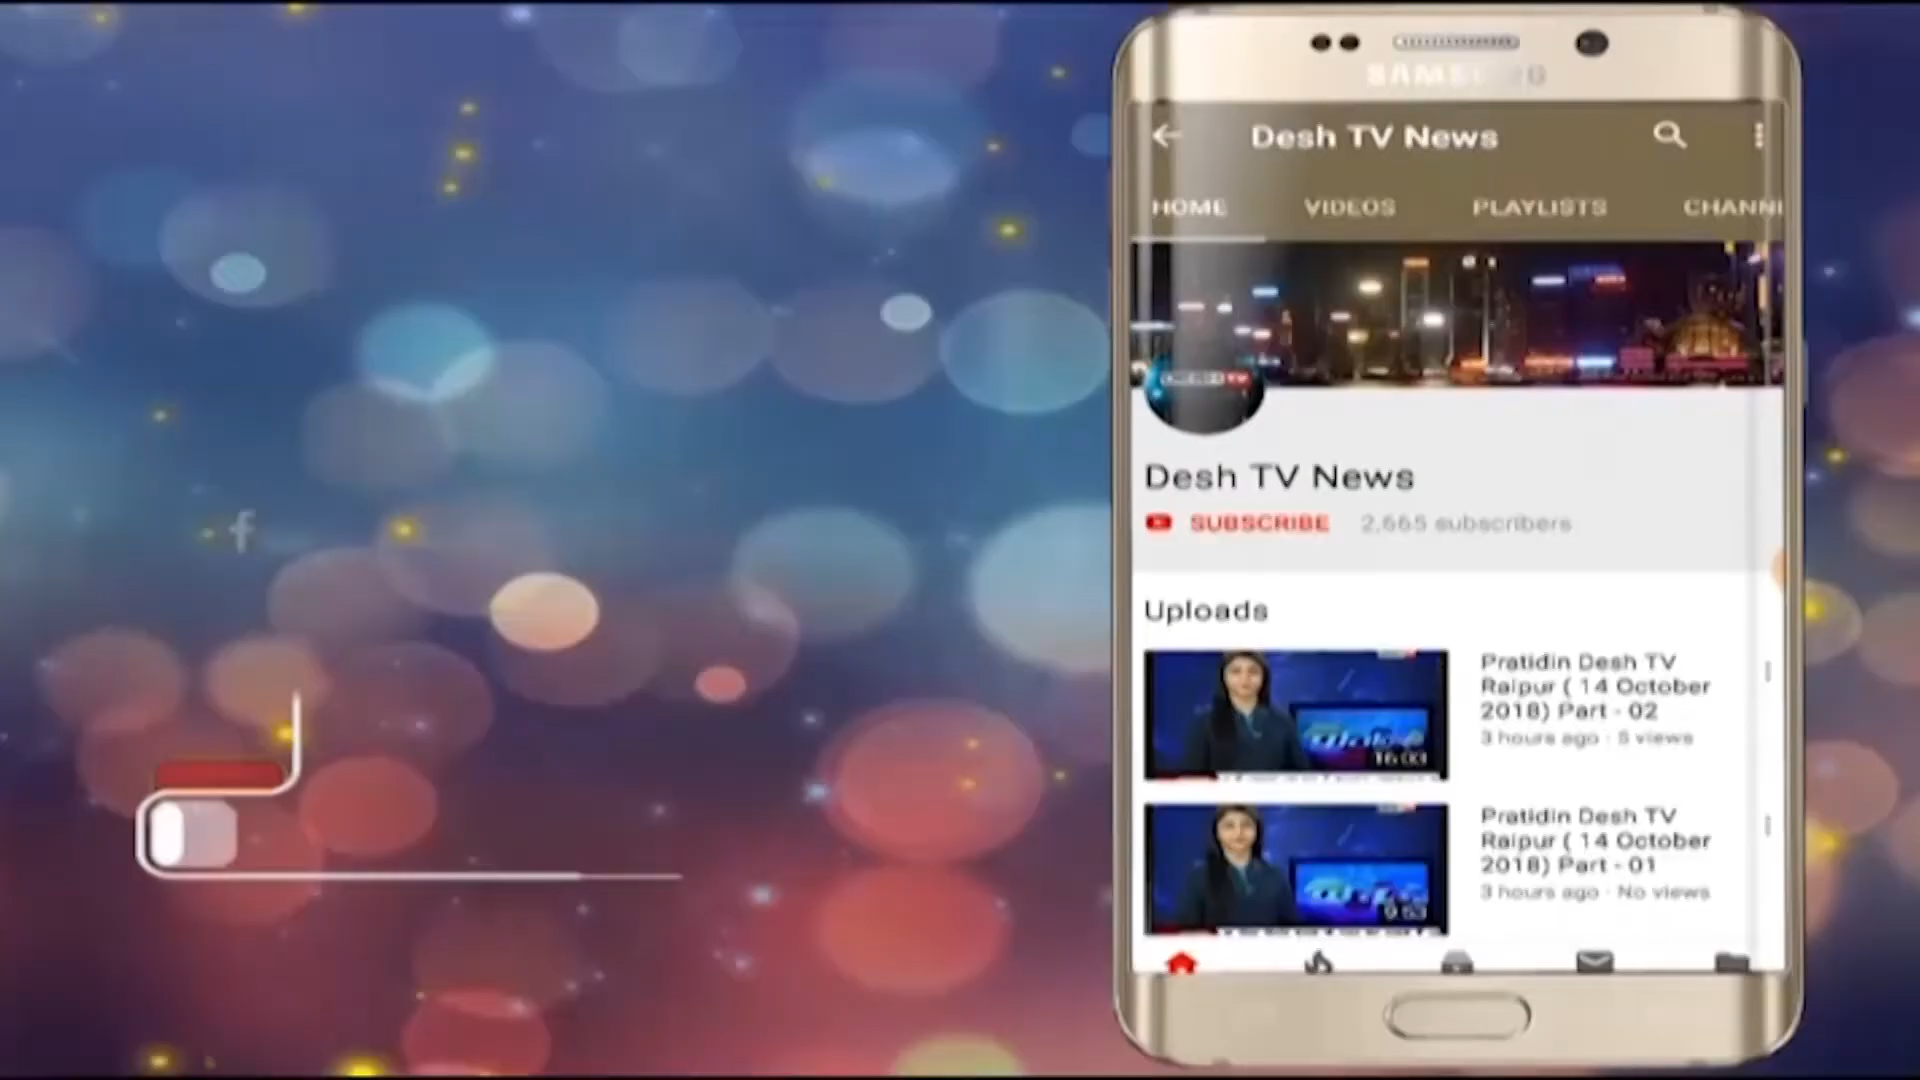 SAMSUNG
Desh TV News
HOME VIDEOS PLAYLISTS CHANNE
Desh TV News
SUBSCRIBE 2,665 subscribers
Uploads
Pratidin Desh TV
Raipur ( 14 October
2018) Part - 02
3 hours ago · 5 views
16:03
Pratidin Desh TV
Raipur ( 14 October
2018) Part - 01
3 hours ago · No views
9:53
f